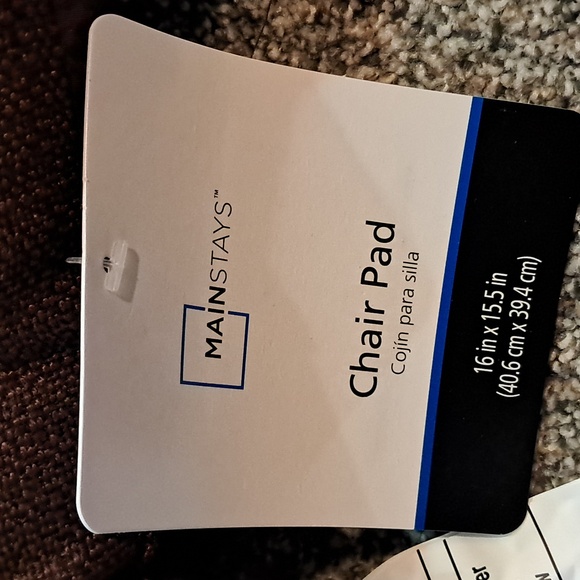 MAINSTAYS™
Chair Pad
Cojín para silla
16 in x 15.5 in
(40.6 cm x 39.4 cm)